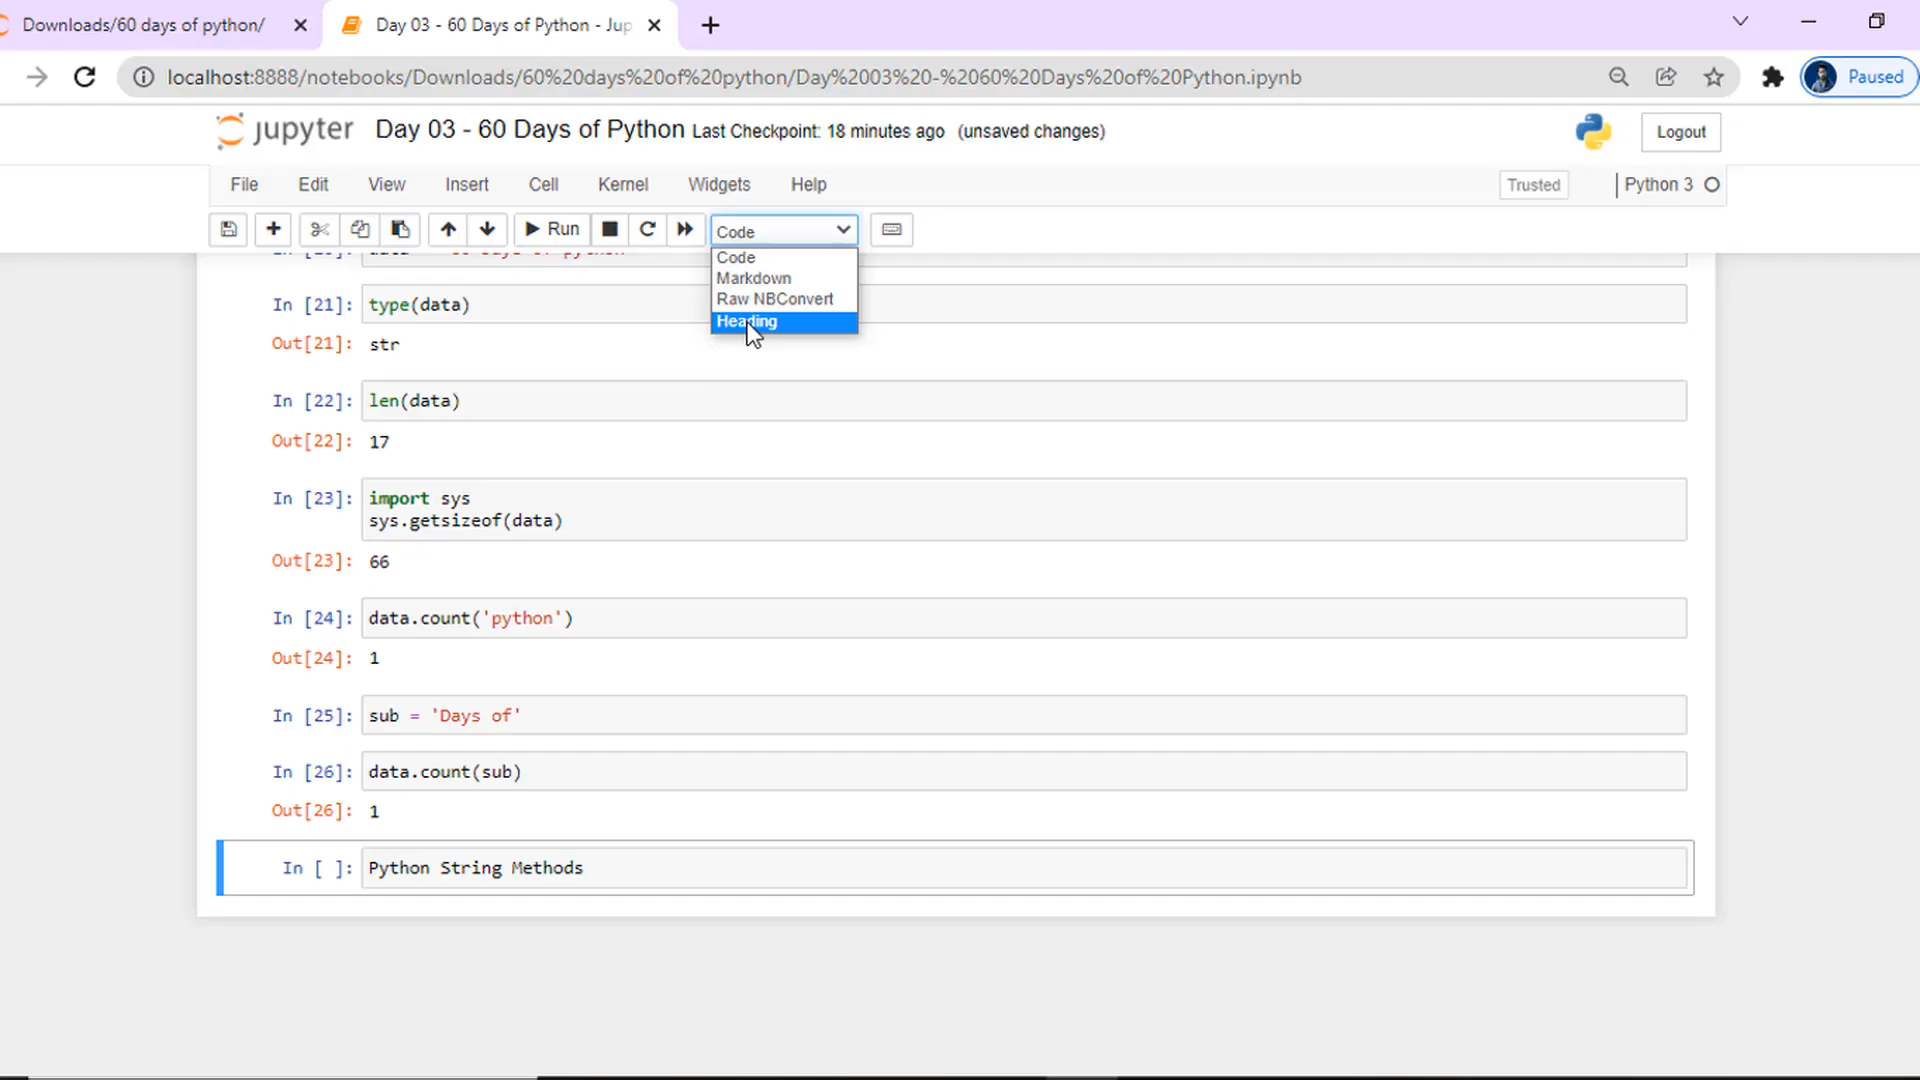 Downloads/60 days of python/
Day 03 - 60 Days of Python - Jup
localhost:8888/notebooks/Downloads/60%20days%20of%20python/Day%2003%20-%2060%20Days%20of%20Python.ipynb
Paused
jupyter Day 03 - 60 Days of Python Last Checkpoint: 18 minutes ago (unsaved changes)
Logout
File Edit View Insert Cell Kernel Widgets Help
Trusted
Python 3
Run
Code
Code
Markdown
Raw NBConvert
Heading
In [21]: type(data)
Out[21]: str
In [22]: len(data)
Out[22]: 17
In [23]: import sys
sys.getsizeof(data)
Out[23]: 66
In [24]: data.count('python')
Out[24]: 1
In [25]: sub = 'Days of'
In [26]: data.count(sub)
Out[26]: 1
In [ ]: Python String Methods